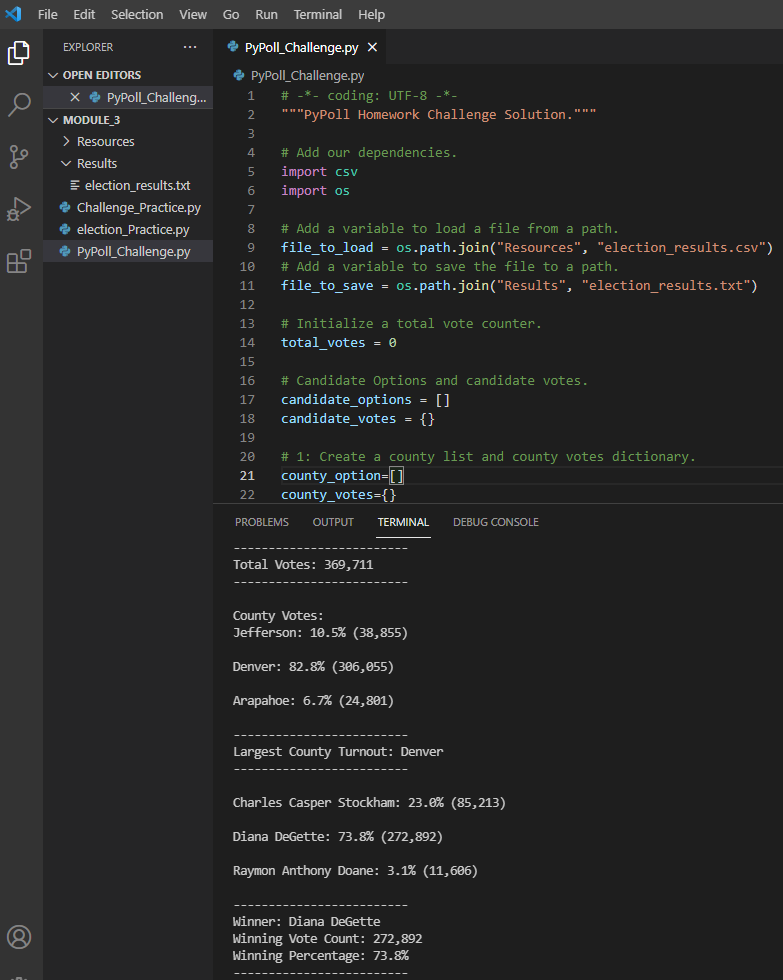 File Edit Selection View Go Run Terminal Help
EXPLORER ···
OPEN EDITORS
PyPoll_Challeng...
MODULE_3
Resources
Results
election_results.txt
Challenge_Practice.py
election_Practice.py
PyPoll_Challenge.py
PyPoll_Challenge.py
PyPoll_Challenge.py
1 # -*- coding: UTF-8 -*-
2 """PyPoll Homework Challenge Solution."""
3
4 # Add our dependencies.
5 import csv
6 import os
7
8 # Add a variable to load a file from a path.
9 file_to_load = os.path.join("Resources", "election_results.csv")
10 # Add a variable to save the file to a path.
11 file_to_save = os.path.join("Results", "election_results.txt")
12
13 # Initialize a total vote counter.
14 total_votes = 0
15
16 # Candidate Options and candidate votes.
17 candidate_options = []
18 candidate_votes = {}
19
20 # 1: Create a county list and county votes dictionary.
21 county_option=[]
22 county_votes={}
PROBLEMS OUTPUT TERMINAL DEBUG CONSOLE
-------------------------
Total Votes: 369,711
-------------------------
County Votes:
Jefferson: 10.5% (38,855)
Denver: 82.8% (306,055)
Arapahoe: 6.7% (24,801)
-------------------------
Largest County Turnout: Denver
-------------------------
Charles Casper Stockham: 23.0% (85,213)
Diana DeGette: 73.8% (272,892)
Raymon Anthony Doane: 3.1% (11,606)
-------------------------
Winner: Diana DeGette
Winning Vote Count: 272,892
Winning Percentage: 73.8%
-------------------------